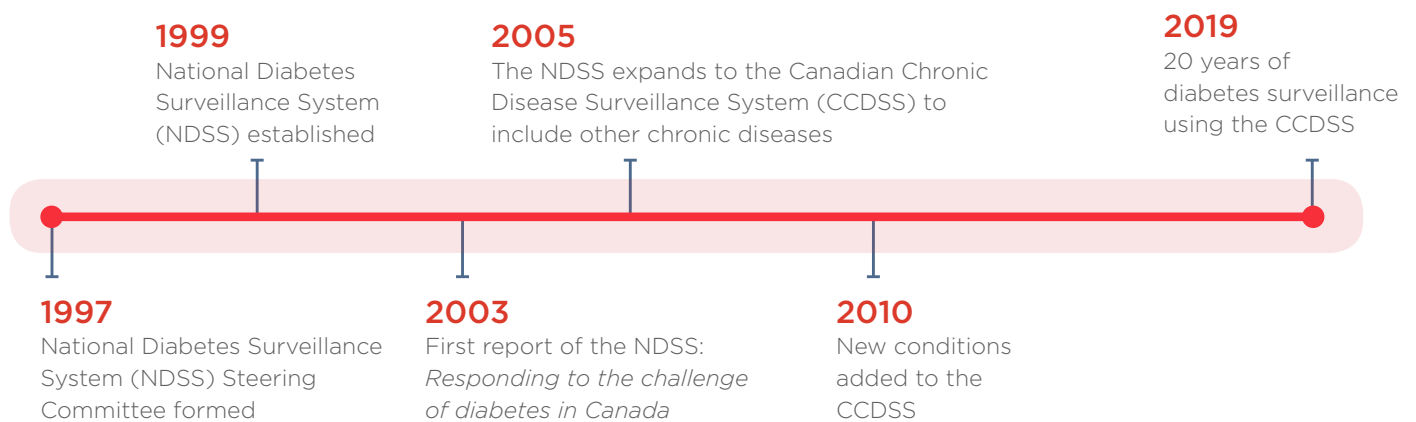 1999
National Diabetes
Surveillance System
(NDSS) established
2005
The NDSS expands to the Canadian Chronic
Disease Surveillance System (CCDSS) to
include other chronic diseases
2019
20 years of
diabetes surveillance
using the CCDSS
1997
National Diabetes Surveillance
System (NDSS) Steering
Committee formed
2003
First report of the NDSS:
Responding to the challenge
of diabetes in Canada
2010
New conditions
added to the
CCDSS